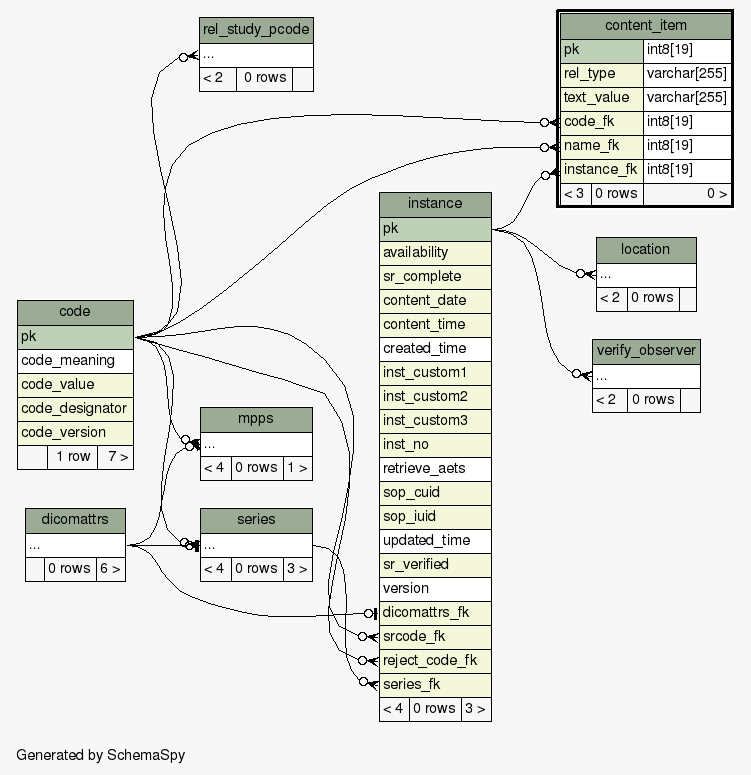 rel_study_pcode
...
< 2 0 rows
content_item
pk int8[19]
rel_type varchar[255]
text_value varchar[255]
code_fk int8[19]
name_fk int8[19]
instance_fk int8[19]
< 3 0 rows 0 >
instance
pk
availability
sr_complete
content_date
content_time
created_time
inst_custom1
inst_custom2
inst_custom3
inst_no
retrieve_aets
sop_cuid
sop_iuid
updated_time
sr_verified
version
dicomattrs_fk
srcode_fk
reject_code_fk
series_fk
< 4 0 rows 3 >
location
...
< 2 0 rows
verify_observer
...
< 2 0 rows
code
pk
code_meaning
code_value
code_designator
code_version
1 row 7 >
mpps
...
< 4 0 rows 1 >
dicomattrs
...
0 rows 6 >
series
...
< 4 0 rows 3 >
Generated by SchemaSpy